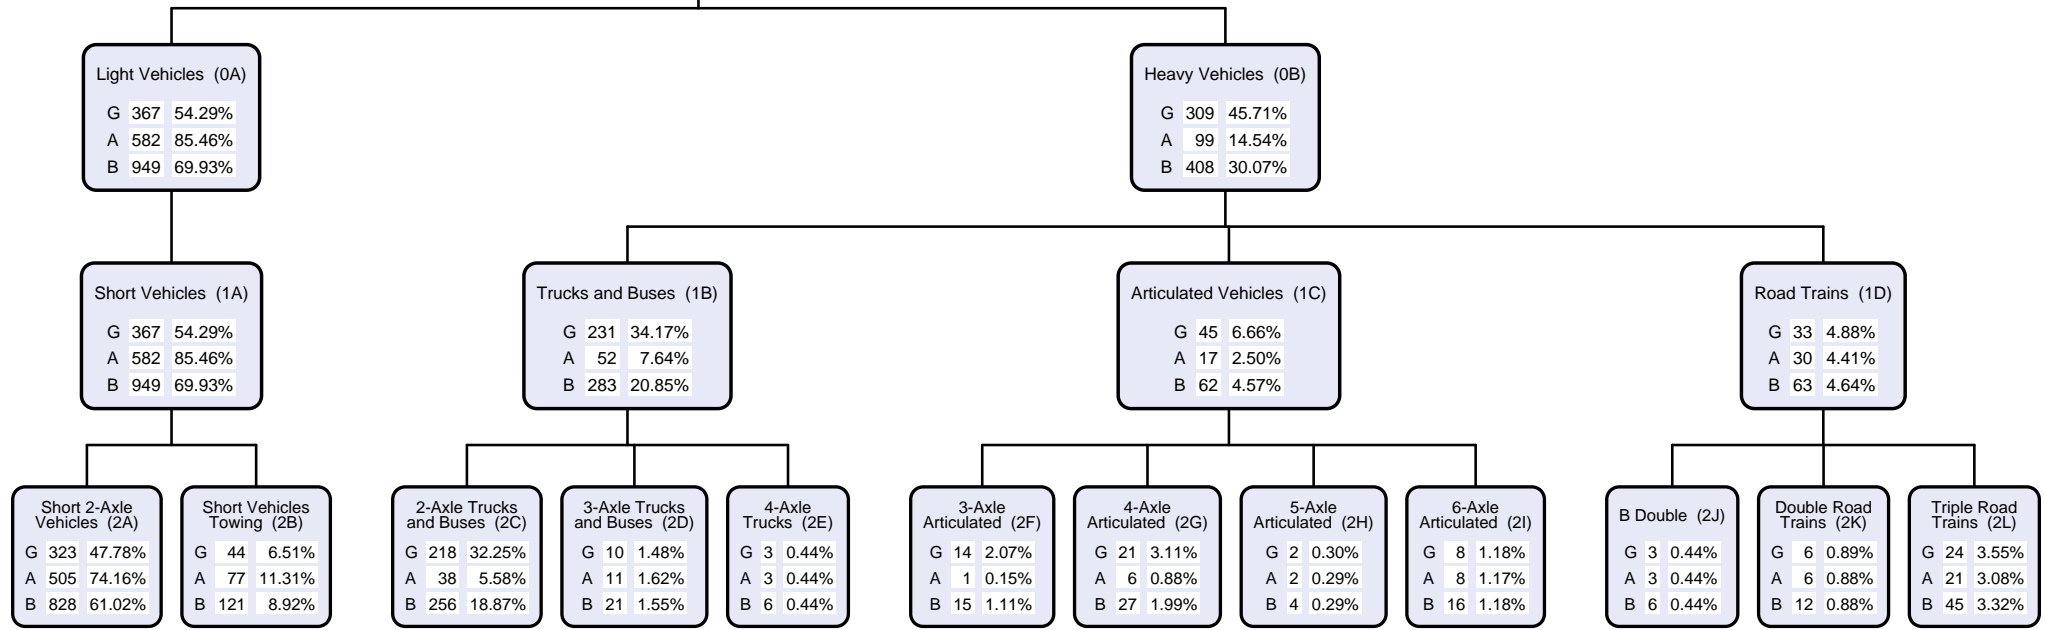 Light Vehicles (0A)
G 367 54.29%
A 582 85.46%
B 949 69.93%
Heavy Vehicles (0B)
G 309 45.71%
A 99 14.54%
B 408 30.07%
Short Vehicles (1A)
G 367 54.29%
A 582 85.46%
B 949 69.93%
Trucks and Buses (1B)
G 231 34.17%
A 52 7.64%
B 283 20.85%
Articulated Vehicles (1C)
G 45 6.66%
A 17 2.50%
B 62 4.57%
Road Trains (1D)
G 33 4.88%
A 30 4.41%
B 63 4.64%
Short 2-Axle
Vehicles (2A)
G 323 47.78%
A 505 74.16%
B 828 61.02%
Short Vehicles
Towing (2B)
G 44 6.51%
A 77 11.31%
B 121 8.92%
2-Axle Trucks
and Buses (2C)
G 218 32.25%
A 38 5.58%
B 256 18.87%
3-Axle Trucks
and Buses (2D)
G 10 1.48%
A 11 1.62%
B 21 1.55%
4-Axle
Trucks (2E)
G 3 0.44%
A 3 0.44%
B 6 0.44%
3-Axle
Articulated (2F)
G 14 2.07%
A 1 0.15%
B 15 1.11%
4-Axle
Articulated (2G)
G 21 3.11%
A 6 0.88%
B 27 1.99%
5-Axle
Articulated (2H)
G 2 0.30%
A 2 0.29%
B 4 0.29%
6-Axle
Articulated (2I)
G 8 1.18%
A 8 1.17%
B 16 1.18%
B Double (2J)
G 3 0.44%
A 3 0.44%
B 6 0.44%
Double Road
Trains (2K)
G 6 0.89%
A 6 0.88%
B 12 0.88%
Triple Road
Trains (2L)
G 24 3.55%
A 21 3.08%
B 45 3.32%